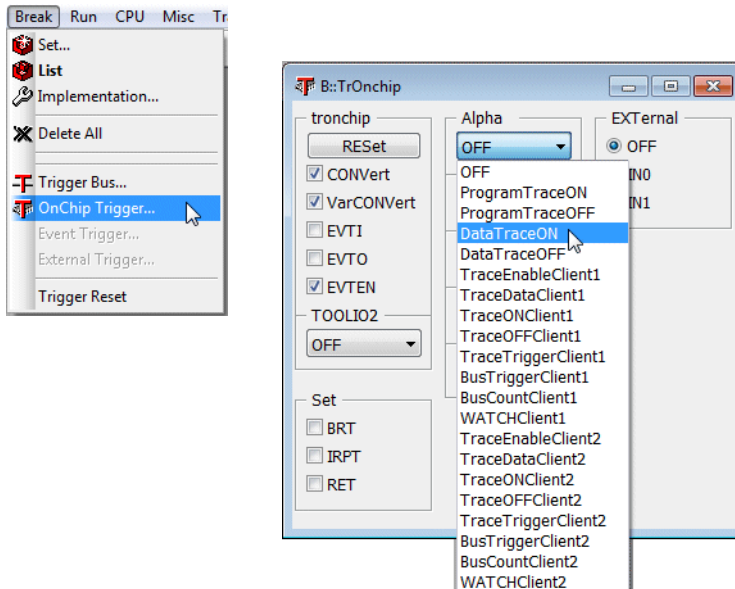 Break Run CPU Misc
Set...
List
Implementation...
Delete All
Trigger Bus...
OnChip Trigger...
Event Trigger...
External Trigger...
Trigger Reset
B::TrOnchip
tronchip
RESet
CONVert
VarCONVert
EVTI
EVTO
EVTEN
TOOLIO2
OFF
Set
BRT
IRPT
RET
Alpha
OFF
OFF
ProgramTraceON
ProgramTraceOFF
DataTraceON
DataTraceOFF
TraceEnableClient1
TraceDataClient1
TraceONClient1
TraceOFFClient1
TraceTriggerClient1
BusTriggerClient1
BusCountClient1
WATCHClient1
TraceEnableClient2
TraceDataClient2
TraceONClient2
TraceOFFClient2
TraceTriggerClient2
BusTriggerClient2
BusCountClient2
WATCHClient2
EXTernal
OFF
IN0
IN1